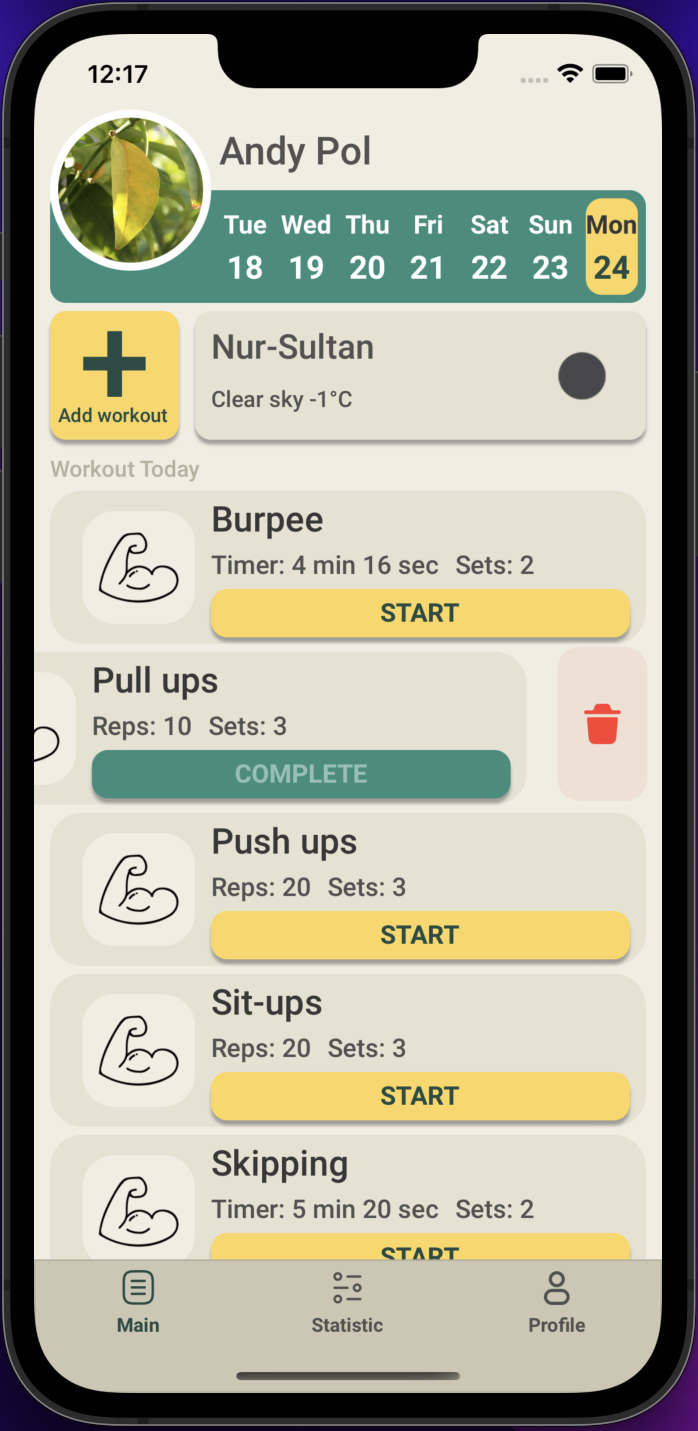 12:17
Andy Pol
Tue Wed Thu Fri Sat Sun Mon
18 19 20 21 22 23 24
Add workout
Nur-Sultan
Clear sky -1°C
Workout Today
Burpee
Timer: 4 min 16 sec Sets: 2
START
Pull ups
Reps: 10 Sets: 3
COMPLETE
Push ups
Reps: 20 Sets: 3
START
Sit-ups
Reps: 20 Sets: 3
START
Skipping
Timer: 5 min 20 sec Sets: 2
START
Main Statistic Profile